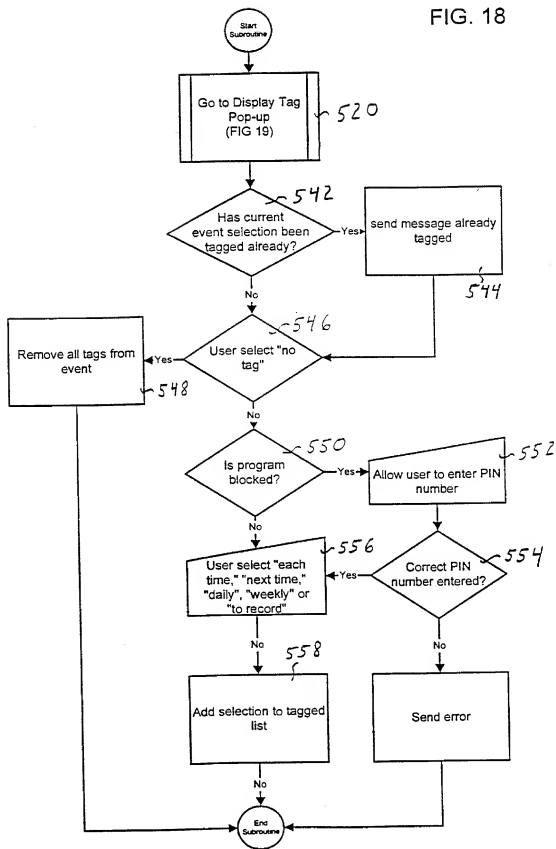 FIG. 18
Start
Subroutine
Go to Display Tag
Pop-up
(FIG 19)
520
542
Has current
event selection been
tagged already?
Yes
send message already
tagged
544
No
546
User select "no
tag"
Yes
Remove all tags from
event
548
No
550
Is program
blocked?
Yes
552
Allow user to enter PIN
number
No
556
User select "each
time," "next time,"
"daily", "weekly" or
"to record"
554
Correct PIN
number entered?
Yes
No
No
558
Add selection to tagged
list
Send error
No
End
Subroutine